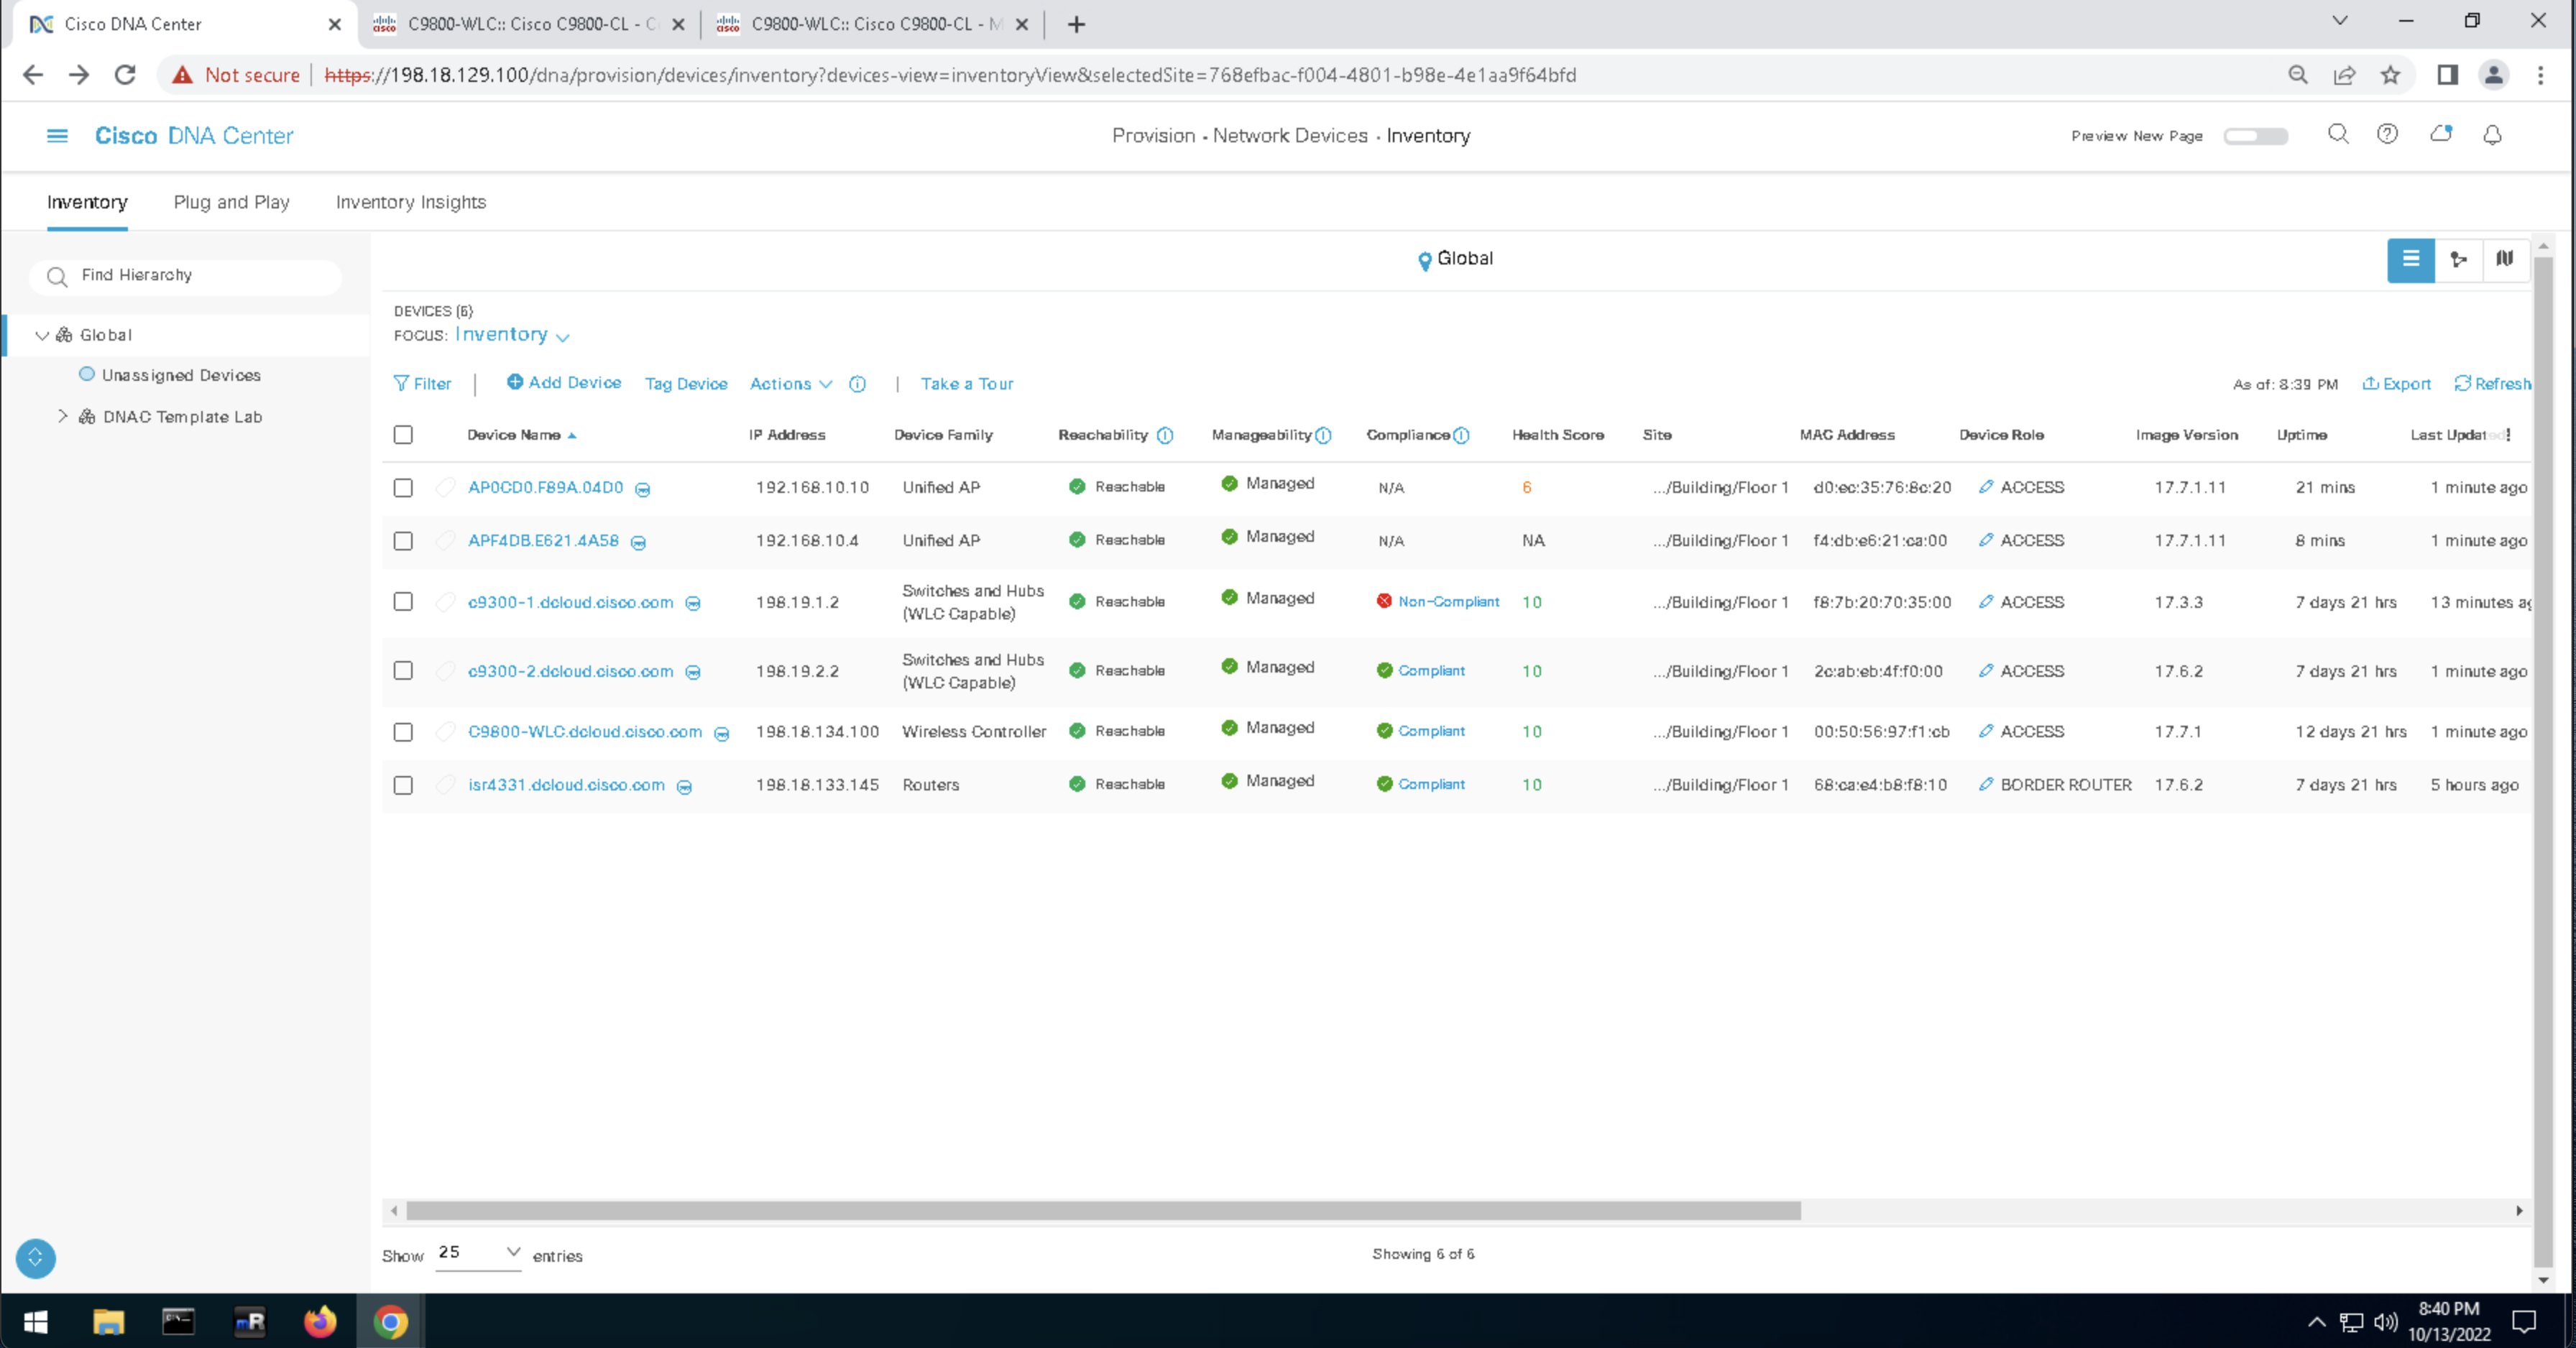 Cisco DNA Center
C9800-WLC:: Cisco C9800-CL - C
C9800-WLC:: Cisco C9800-CL - M
Not secure | https://198.18.129.100/dna/provision/devices/inventory?devices-view=inventoryView&selectedSite=768efbac-f004-4801-b98e-4e1aa9f64bfd
Cisco DNA Center
Provision - Network Devices - Inventory
Preview New Page
Inventory
Plug and Play
Inventory Insights
Find Hierarchy
Global
Unassigned Devices
DNAC Template Lab
Global
DEVICES (6)
FOCUS: Inventory
Filter | Add Device Tag Device Actions | Take a Tour
As of: 8:39 PM Export Refresh
Device Name IP Address Device Family Reachability Manageability Compliance Health Score Site MAC Address Device Role Image Version Uptime Last Updated
AP0CD0.F89A.04D0 192.168.10.10 Unified AP Reachable Managed N/A 6 .../Building/Floor 1 d0:ec:35:76:8c:20 ACCESS 17.7.1.11 21 mins 1 minute ago
APF4DB.E621.4A58 192.168.10.4 Unified AP Reachable Managed N/A NA .../Building/Floor 1 f4:db:e6:21:ca:00 ACCESS 17.7.1.11 8 mins 1 minute ago
c9300-1.dcloud.cisco.com 198.19.1.2 Switches and Hubs (WLC Capable) Reachable Managed Non-Compliant 10 .../Building/Floor 1 f8:7b:20:70:35:00 ACCESS 17.3.3 7 days 21 hrs 13 minutes ag
c9300-2.dcloud.cisco.com 198.19.2.2 Switches and Hubs (WLC Capable) Reachable Managed Compliant 10 .../Building/Floor 1 2c:ab:eb:4f:f0:00 ACCESS 17.6.2 7 days 21 hrs 1 minute ago
C9800-WLC.dcloud.cisco.com 198.18.134.100 Wireless Controller Reachable Managed Compliant 10 .../Building/Floor 1 00:50:56:97:f1:cb ACCESS 17.7.1 12 days 21 hrs 1 minute ago
isr4331.dcloud.cisco.com 198.18.133.145 Routers Reachable Managed Compliant 10 .../Building/Floor 1 68:ca:e4:b8:f8:10 BORDER ROUTER 17.6.2 7 days 21 hrs 5 hours ago
Show 25 entries
Showing 6 of 6
mR
8:40 PM
10/13/2022